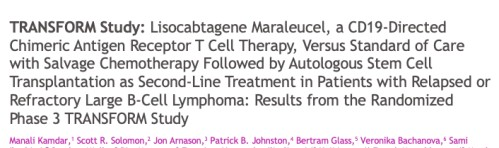 TRANSFORM Study: Lisocabtagene Maraleucel, a CD19-Directed
Chimeric Antigen Receptor T Cell Therapy, Versus Standard of Care
with Salvage Chemotherapy Followed by Autologous Stem Cell
Transplantation as Second-Line Treatment in Patients with Relapsed or
Refractory Large B-Cell Lymphoma: Results from the Randomized
Phase 3 TRANSFORM Study
Manali Kamdar,¹ Scott R. Solomon,² Jon Arnason,³ Patrick B. Johnston,⁴ Bertram Glass,⁵ Veronika Bachanova,⁶ Sami